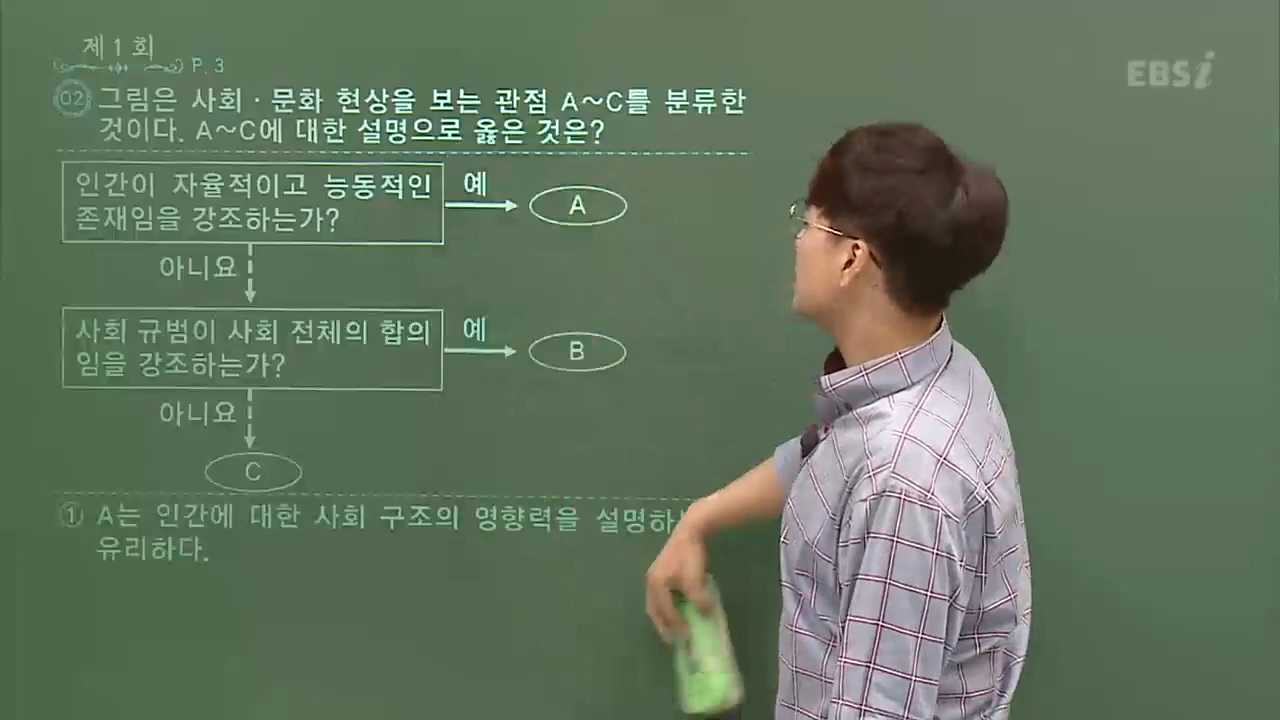 제1회
P. 3
EBSi
02 그림은 사회·문화 현상을 보는 관점 A~C를 분류한
것이다. A~C에 대한 설명으로 옳은 것은?
인간이 자율적이고 능동적인
존재임을 강조하는가?
예
A
아니요
사회 규범이 사회 전체의 합의
임을 강조하는가?
예
B
아니요
C
① A는 인간에 대한 사회 구조의 영향력을
유리하다.